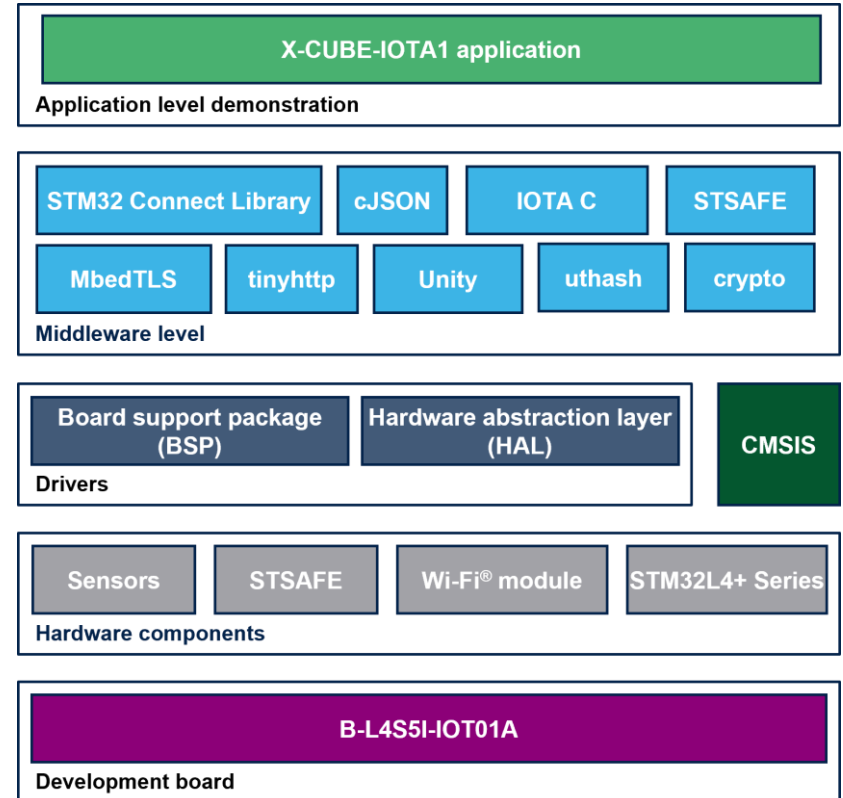 X-CUBE-IOTA1 application
Application level demonstration
STM32 Connect Library
cJSON
IOTA C
STSAFE
MbedTLS
tinyhttp
Unity
uthash
crypto
Middleware level
Board support package
(BSP)
Hardware abstraction layer
(HAL)
Drivers
CMSIS
Sensors
STSAFE
Wi-Fi® module
STM32L4+ Series
Hardware components
B-L4S5I-IOT01A
Development board